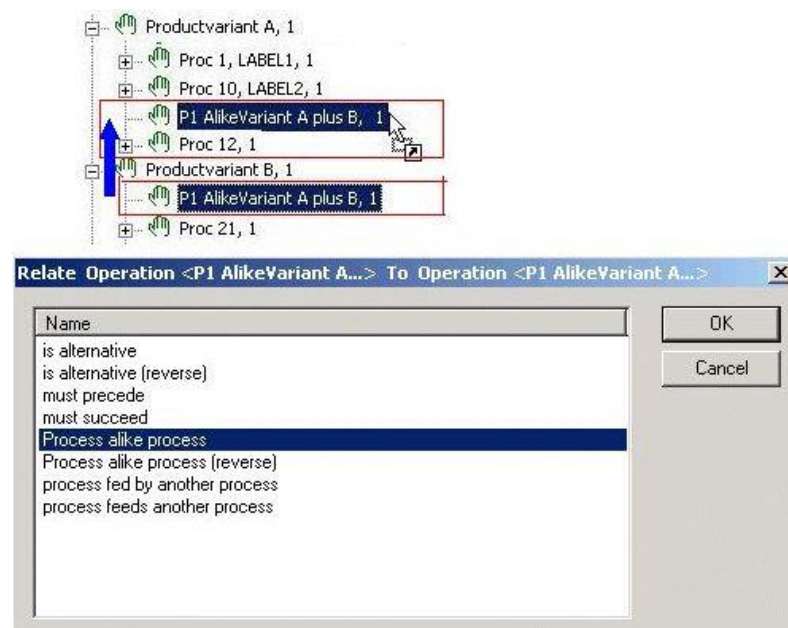 Productvariant A, 1
Proc 1, LABEL1, 1
Proc 10, LABEL2, 1
P1 AlikeVariant A plus B, 1
Proc 12, 1
Productvariant B, 1
P1 AlikeVariant A plus B, 1
Proc 21, 1
Relate Operation <P1 AlikeVariant A...> To Operation <P1 AlikeVariant A...>
Name
OK
is alternative
is alternative (reverse)
Cancel
must precede
must succeed
Process alike process
Process alike process (reverse)
process fed by another process
process feeds another process